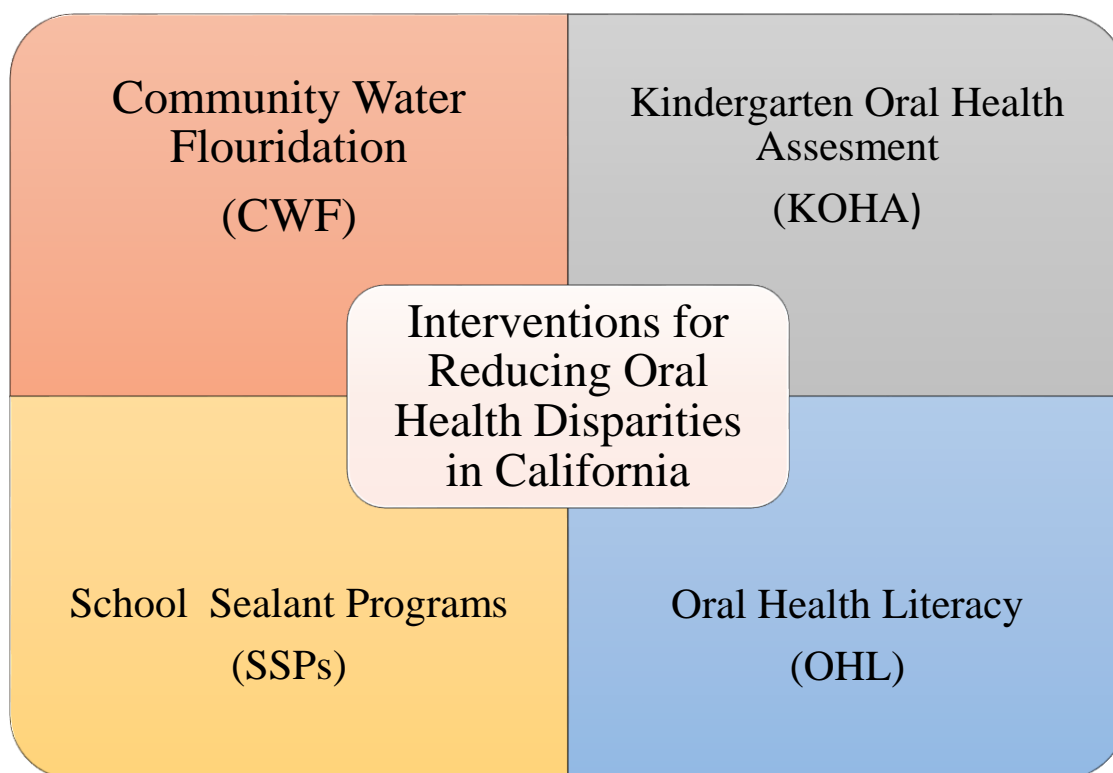 Community Water
Flouridation
(CWF)
Kindergarten Oral Health
Assesment
(KOHA)
Interventions for
Reducing Oral
Health Disparities
in California
School  Sealant Programs
(SSPs)
Oral Health Literacy
(OHL)